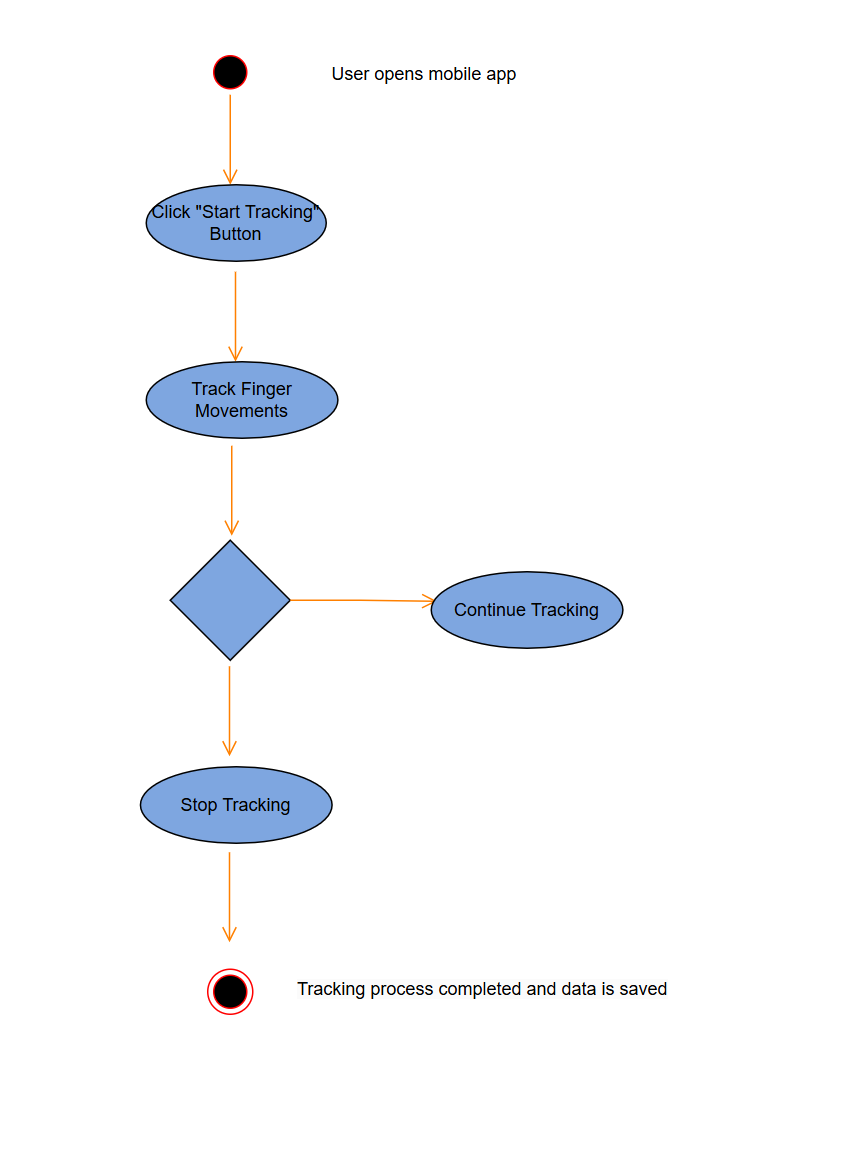 User opens mobile app
Click "Start Tracking"
Button
Track Finger
Movements
Continue Tracking
Stop Tracking
Tracking process completed and data is saved